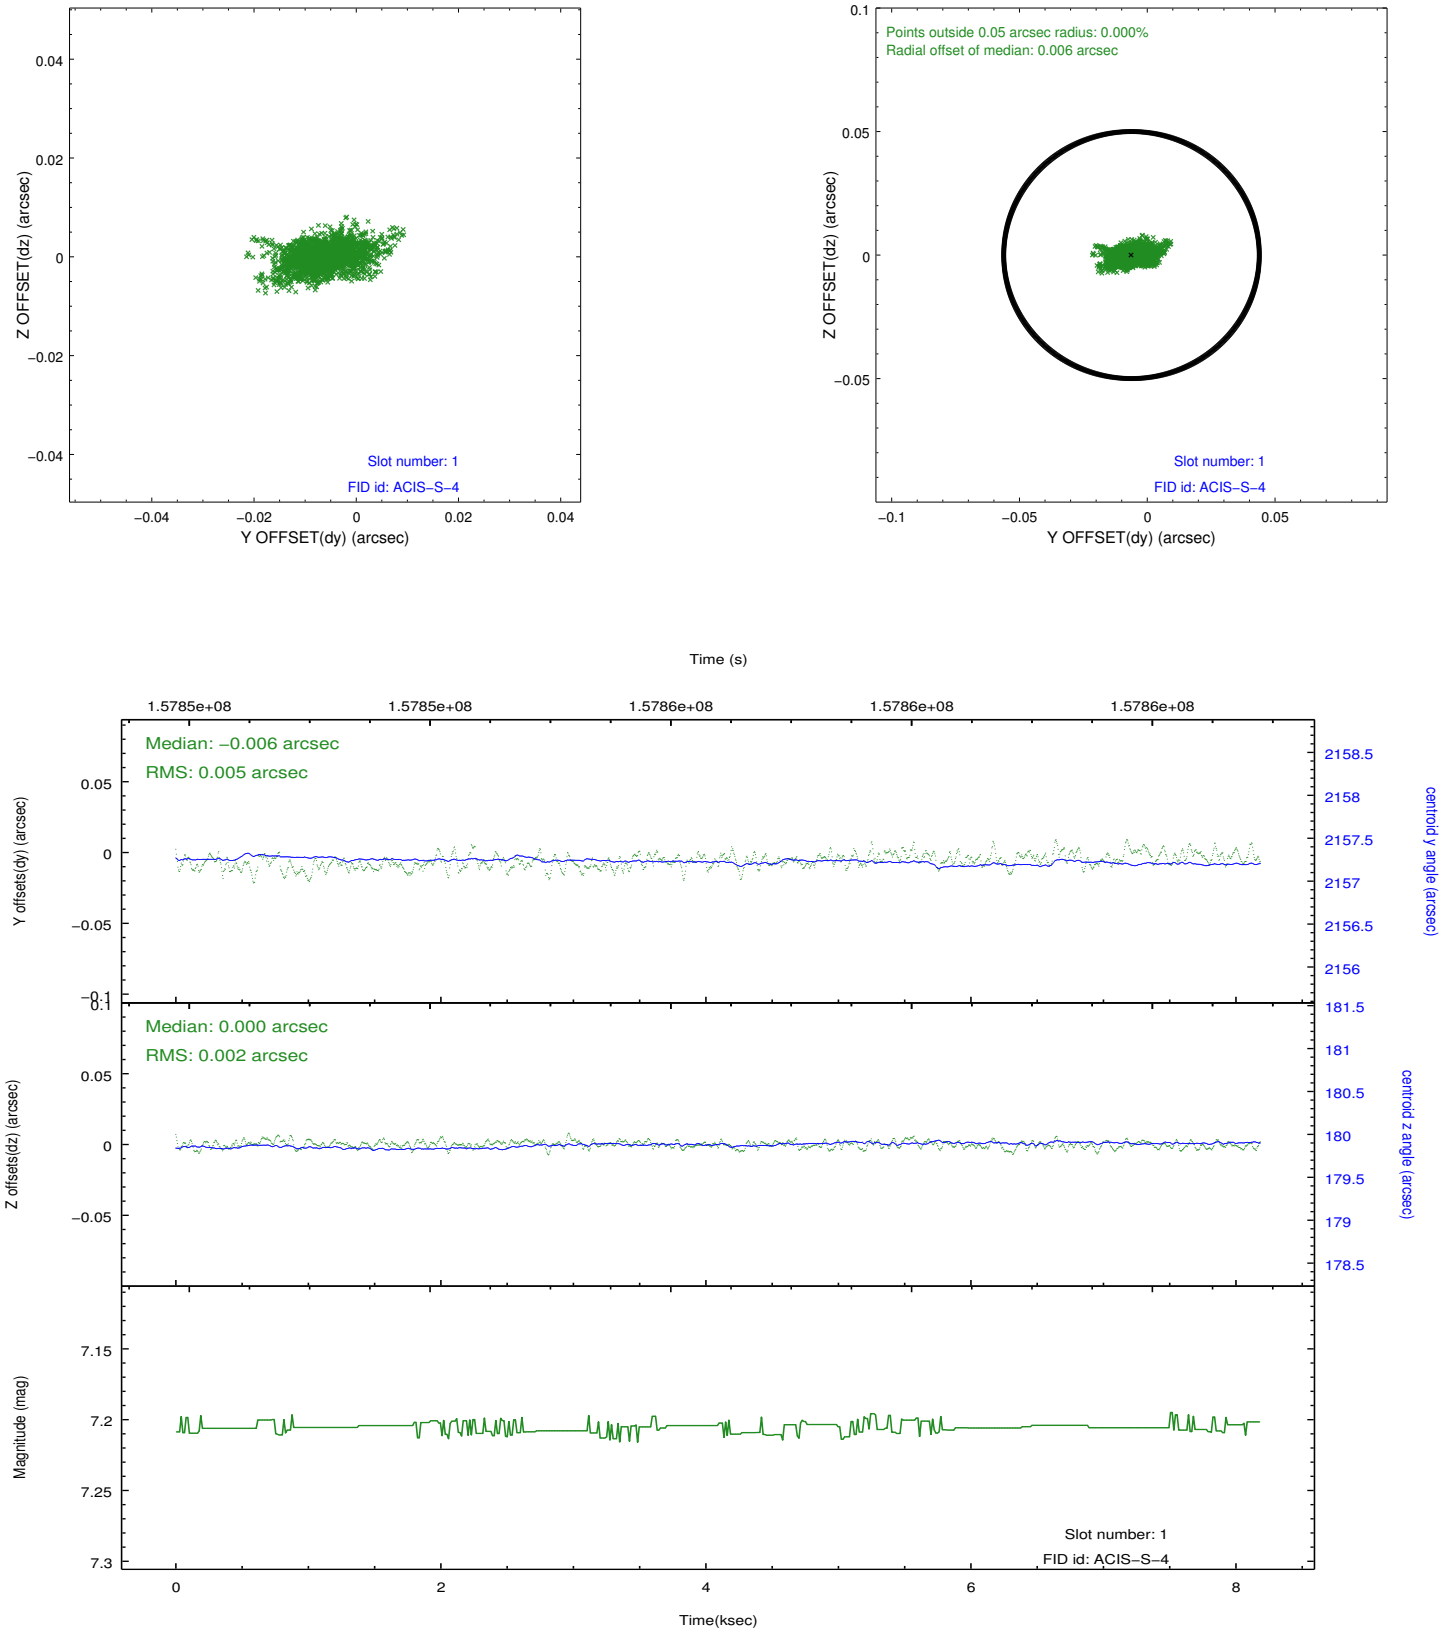 0.04
0.02
0
−0.02
−0.04
Z OFFSET(dz) (arcsec)
Slot number: 1
FID id: ACIS−S−4
−0.04 −0.02 0 0.02 0.04
Y OFFSET(dy) (arcsec)
Points outside 0.05 arcsec radius: 0.000%
Radial offset of median: 0.006 arcsec
0.1
0.05
0
−0.05
Z OFFSET(dz) (arcsec)
Slot number: 1
FID id: ACIS−S−4
−0.1 −0.05 0 0.05
Y OFFSET(dy) (arcsec)
Time (s)
1.5785e+08 1.5785e+08 1.5786e+08 1.5786e+08 1.5786e+08
Median: −0.006 arcsec
RMS: 0.005 arcsec
0.05
0
−0.05
−0.1
Y offsets(dy) (arcsec)
2158.5
2158
2157.5
2157
2156.5
2156
centroid y angle (arcsec)
Median: 0.000 arcsec
RMS: 0.002 arcsec
0.1
0.05
0
−0.05
Z offsets(dz) (arcsec)
181.5
181
180.5
180
179.5
179
178.5
centroid z angle (arcsec)
7.15
7.2
7.25
7.3
Magnitude (mag)
Slot number: 1
FID id: ACIS−S−4
0 2 4 6 8
Time(ksec)